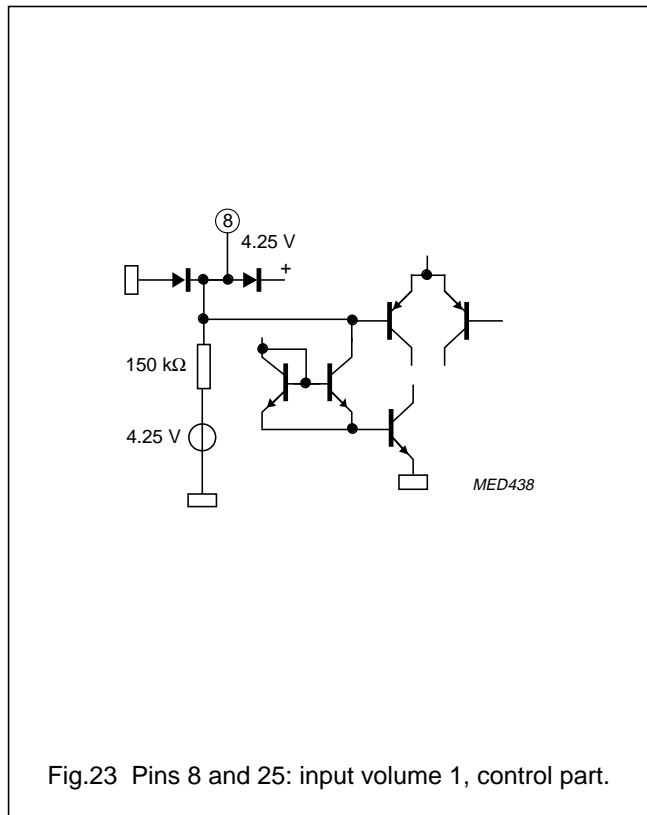 8
4.25 V
+
150 kΩ
4.25 V
MED438
Fig.23 Pins 8 and 25: input volume 1, control part.